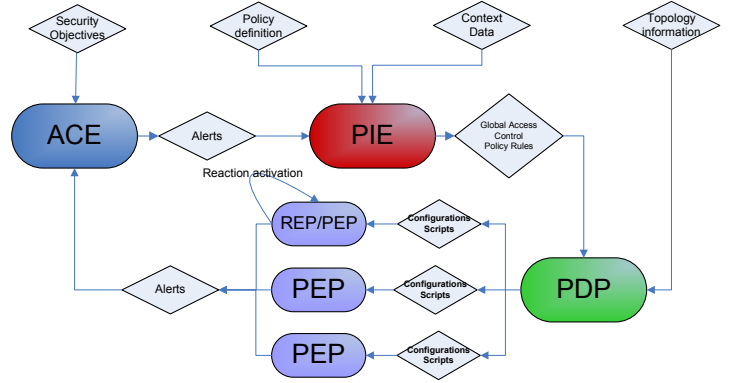 Security
Objectives
Policy
definition
Context
Data
Topology
information
ACE
Alerts
PIE
Global Access
Control
Policy Rules
Reaction activation
REP/PEP
Configurations
Scripts
Alerts
PEP
Configurations
Scripts
PDP
PEP
Configurations
Scripts